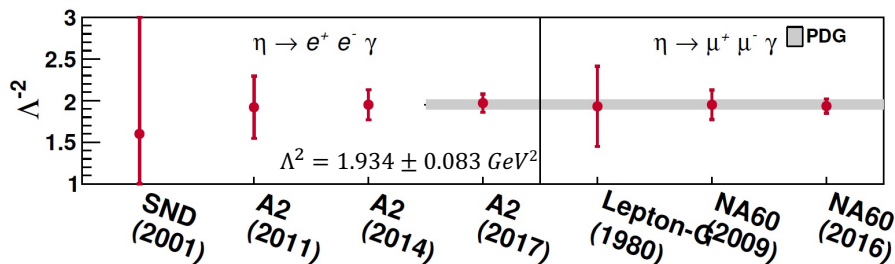 Λ⁻²
3
2.5
2
1.5
1
η → e⁺ e⁻ γ
η → μ⁺ μ⁻ γ
PDG
Λ² = 1.934 ± 0.083 GeV²
SND
(2001)
A2
(2011)
A2
(2014)
A2
(2017)
Lepton-G
(1980)
NA60
(2009)
NA60
(2016)